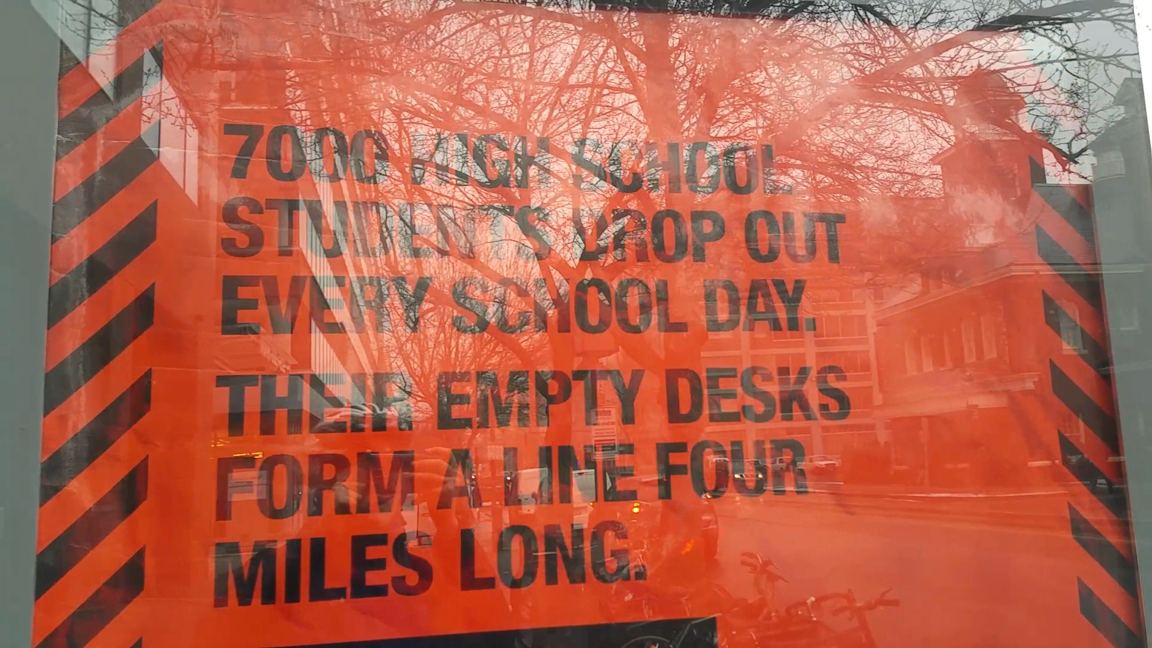 7000 HIGH SCHOOL
STUDENTS DROP OUT
EVERY SCHOOL DAY.
THEIR EMPTY DESKS
FORM A LINE FOUR
MILES LONG.